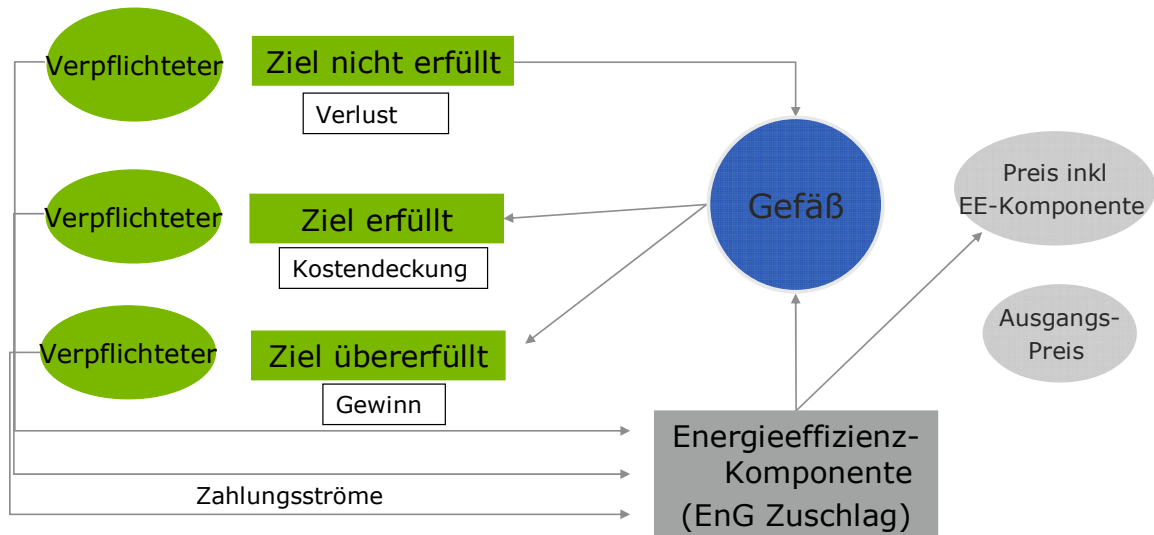 Verpflichteter
Ziel nicht erfüllt
Verlust
Verpflichteter
Ziel erfüllt
Kostendeckung
Verpflichteter
Ziel übererfüllt
Gewinn
Gefäß
Preis inkl
EE-Komponente
Ausgangs-
Preis
Energieeffizienz-
Komponente
(EnG Zuschlag)
Zahlungsströme